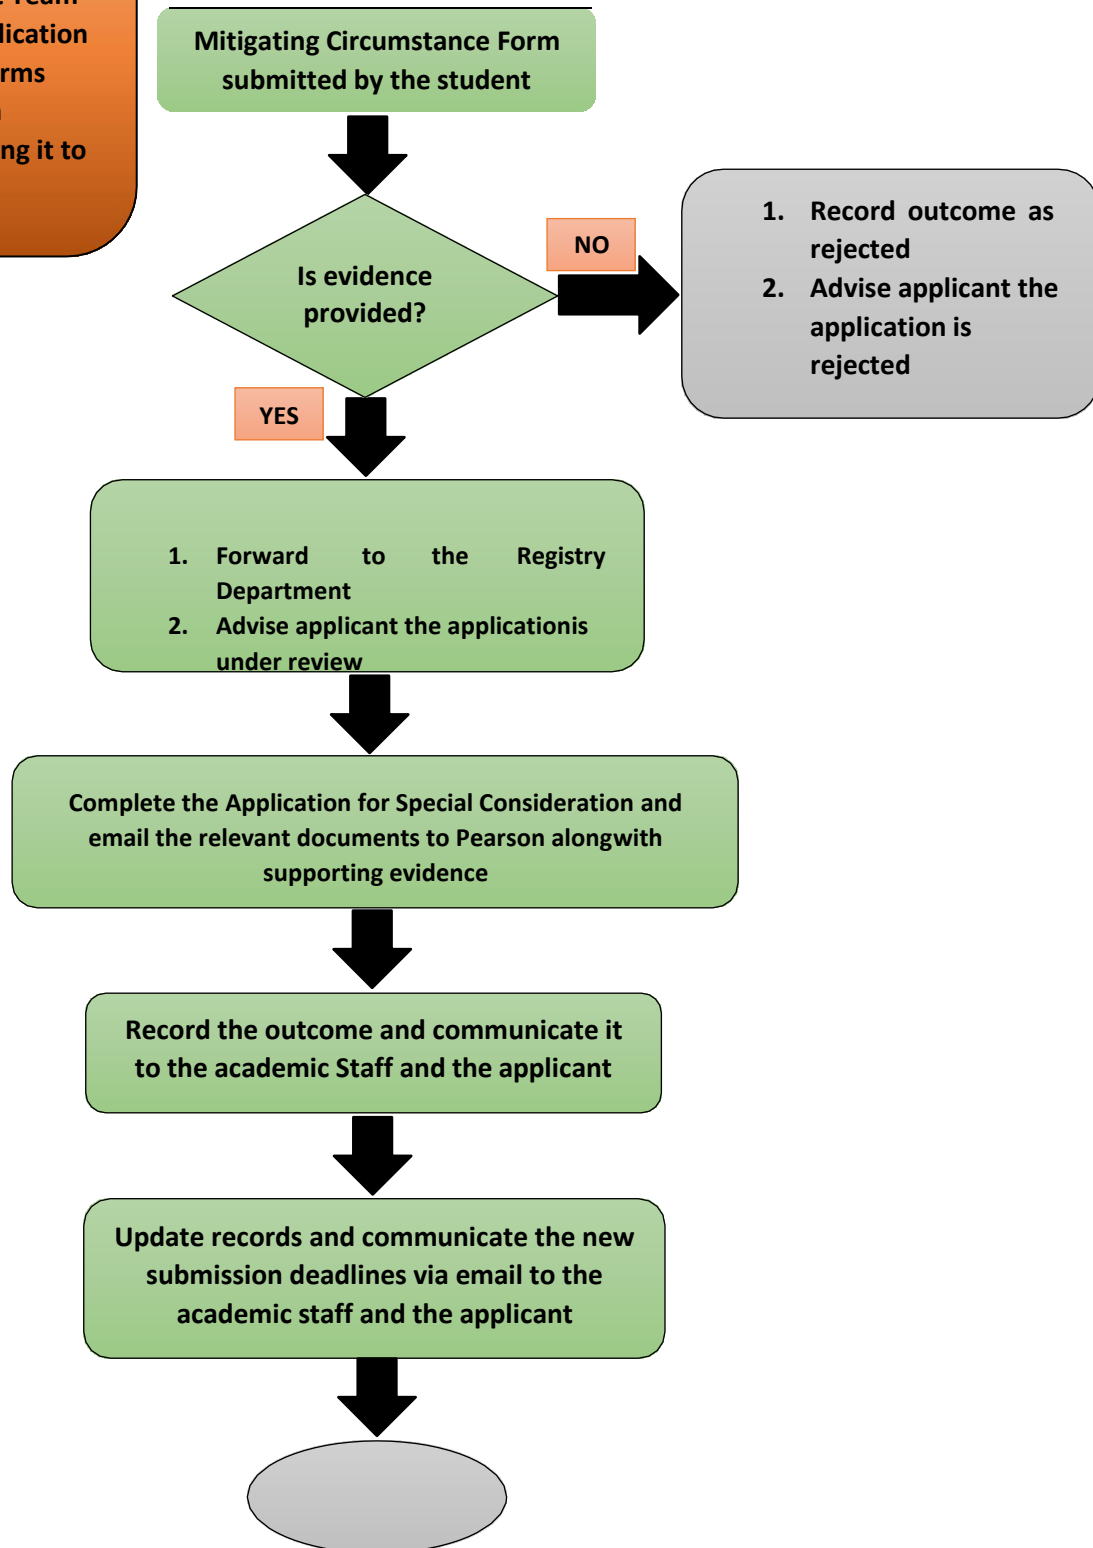 Team
lication
rms
ng it to
Mitigating Circumstance Form
submitted by the student
Is evidence
provided?
NO
1. Record outcome as
rejected
2. Advise applicant the
application is
rejected
YES
1. Forward to the Registry
Department
2. Advise applicant the applicationis
under review
Complete the Application for Special Consideration and
email the relevant documents to Pearson alongwith
supporting evidence
Record the outcome and communicate it
to the academic Staff and the applicant
Update records and communicate the new
submission deadlines via email to the
academic staff and the applicant